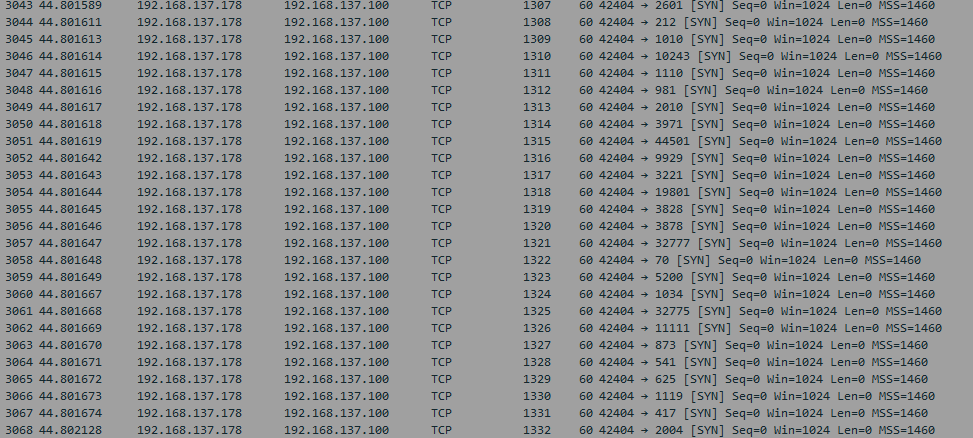 3043 44.801589 192.168.137.178 192.168.137.100 TCP 1307 60 42404 → 2601 [SYN] Seq=0 Win=1024 Len=0 MSS=1460
3044 44.801611 192.168.137.178 192.168.137.100 TCP 1308 60 42404 → 212 [SYN] Seq=0 Win=1024 Len=0 MSS=1460
3045 44.801613 192.168.137.178 192.168.137.100 TCP 1309 60 42404 → 1010 [SYN] Seq=0 Win=1024 Len=0 MSS=1460
3046 44.801614 192.168.137.178 192.168.137.100 TCP 1310 60 42404 → 10243 [SYN] Seq=0 Win=1024 Len=0 MSS=1460
3047 44.801615 192.168.137.178 192.168.137.100 TCP 1311 60 42404 → 1110 [SYN] Seq=0 Win=1024 Len=0 MSS=1460
3048 44.801616 192.168.137.178 192.168.137.100 TCP 1312 60 42404 → 981 [SYN] Seq=0 Win=1024 Len=0 MSS=1460
3049 44.801617 192.168.137.178 192.168.137.100 TCP 1313 60 42404 → 2010 [SYN] Seq=0 Win=1024 Len=0 MSS=1460
3050 44.801618 192.168.137.178 192.168.137.100 TCP 1314 60 42404 → 3971 [SYN] Seq=0 Win=1024 Len=0 MSS=1460
3051 44.801619 192.168.137.178 192.168.137.100 TCP 1315 60 42404 → 44501 [SYN] Seq=0 Win=1024 Len=0 MSS=1460
3052 44.801642 192.168.137.178 192.168.137.100 TCP 1316 60 42404 → 9929 [SYN] Seq=0 Win=1024 Len=0 MSS=1460
3053 44.801643 192.168.137.178 192.168.137.100 TCP 1317 60 42404 → 3221 [SYN] Seq=0 Win=1024 Len=0 MSS=1460
3054 44.801644 192.168.137.178 192.168.137.100 TCP 1318 60 42404 → 19801 [SYN] Seq=0 Win=1024 Len=0 MSS=1460
3055 44.801645 192.168.137.178 192.168.137.100 TCP 1319 60 42404 → 3828 [SYN] Seq=0 Win=1024 Len=0 MSS=1460
3056 44.801646 192.168.137.178 192.168.137.100 TCP 1320 60 42404 → 3878 [SYN] Seq=0 Win=1024 Len=0 MSS=1460
3057 44.801647 192.168.137.178 192.168.137.100 TCP 1321 60 42404 → 32777 [SYN] Seq=0 Win=1024 Len=0 MSS=1460
3058 44.801648 192.168.137.178 192.168.137.100 TCP 1322 60 42404 → 70 [SYN] Seq=0 Win=1024 Len=0 MSS=1460
3059 44.801649 192.168.137.178 192.168.137.100 TCP 1323 60 42404 → 5200 [SYN] Seq=0 Win=1024 Len=0 MSS=1460
3060 44.801667 192.168.137.178 192.168.137.100 TCP 1324 60 42404 → 1034 [SYN] Seq=0 Win=1024 Len=0 MSS=1460
3061 44.801668 192.168.137.178 192.168.137.100 TCP 1325 60 42404 → 32775 [SYN] Seq=0 Win=1024 Len=0 MSS=1460
3062 44.801669 192.168.137.178 192.168.137.100 TCP 1326 60 42404 → 11111 [SYN] Seq=0 Win=1024 Len=0 MSS=1460
3063 44.801670 192.168.137.178 192.168.137.100 TCP 1327 60 42404 → 873 [SYN] Seq=0 Win=1024 Len=0 MSS=1460
3064 44.801671 192.168.137.178 192.168.137.100 TCP 1328 60 42404 → 541 [SYN] Seq=0 Win=1024 Len=0 MSS=1460
3065 44.801672 192.168.137.178 192.168.137.100 TCP 1329 60 42404 → 625 [SYN] Seq=0 Win=1024 Len=0 MSS=1460
3066 44.801673 192.168.137.178 192.168.137.100 TCP 1330 60 42404 → 1119 [SYN] Seq=0 Win=1024 Len=0 MSS=1460
3067 44.801674 192.168.137.178 192.168.137.100 TCP 1331 60 42404 → 417 [SYN] Seq=0 Win=1024 Len=0 MSS=1460
3068 44.802128 192.168.137.178 192.168.137.100 TCP 1332 60 42404 → 2004 [SYN] Seq=0 Win=1024 Len=0 MSS=1460